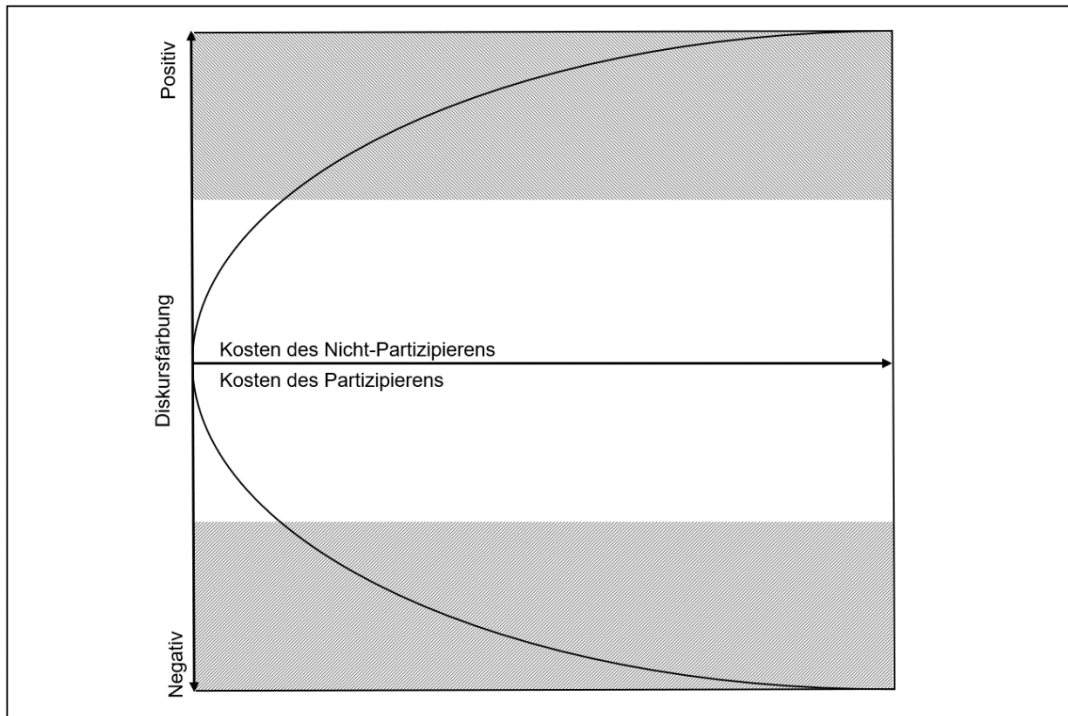 Positiv
Diskursfärbung
Kosten des Nicht-Partizipierens
Kosten des Partizipierens
Negativ